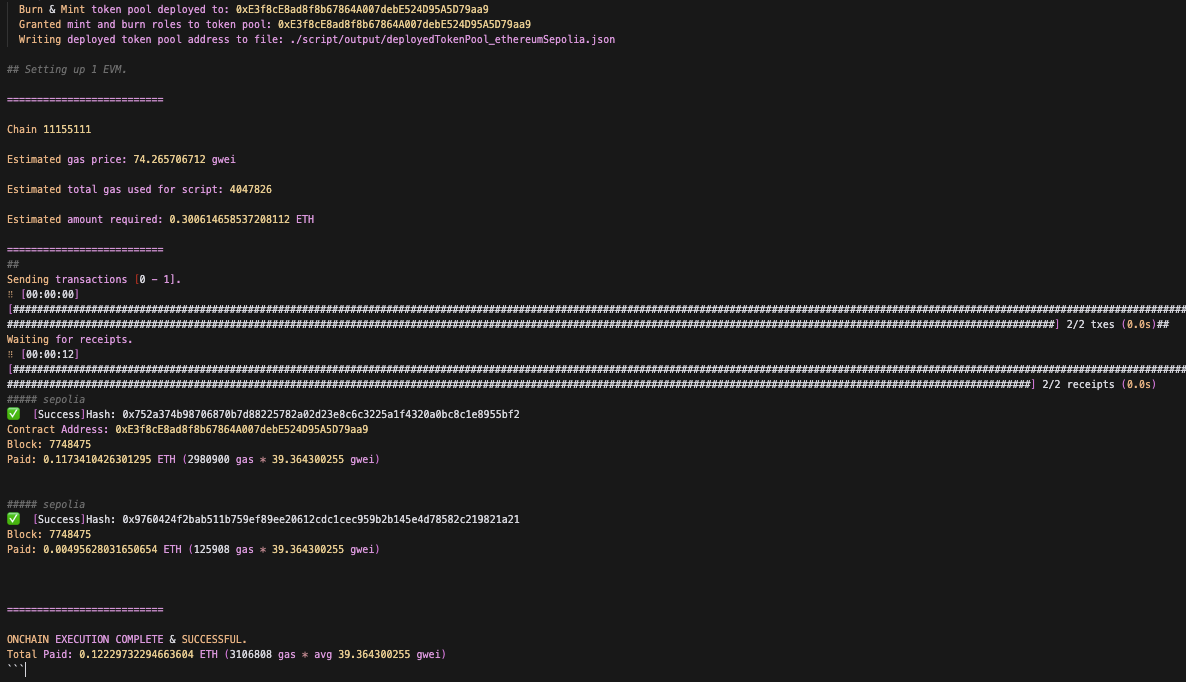 Burn & Mint token pool deployed to: 0xE3f8cE8ad8f8b67864A007debE524D95A5D79aa9
Granted mint and burn roles to token pool: 0xE3f8cE8ad8f8b67864A007debE524D95A5D79aa9
Writing deployed token pool address to file: ./script/output/deployedTokenPool_ethereumSepolia.json
## Setting up 1 EVM.
==========================
Chain 11155111
Estimated gas price: 74.265706712 gwei
Estimated total gas used for script: 4047826
Estimated amount required: 0.300614658537208112 ETH
==========================
##
Sending transactions [0 - 1].
⠿ [00:00:00]
[###################################################################################################################################################################################################
##############################################################################################################################################################################] 2/2 txes (0.0s)##
Waiting for receipts.
⠿ [00:00:12]
[###################################################################################################################################################################################################
##########################################################################################################################################################################] 2/2 receipts (0.0s)
##### sepolia
✅ [Success]Hash: 0x752a374b98706870b7d88225782a02d23e8c6c3225a1f4320a0bc8c1e8955bf2
Contract Address: 0xE3f8cE8ad8f8b67864A007debE524D95A5D79aa9
Block: 7748475
Paid: 0.1173410426301295 ETH (2980900 gas * 39.364300255 gwei)
##### sepolia
✅ [Success]Hash: 0x9760424f2bab511b759ef89ee20612cdc1cec959b2b145e4d78582c219821a21
Block: 7748475
Paid: 0.00495628031650654 ETH (125908 gas * 39.364300255 gwei)
==========================
ONCHAIN EXECUTION COMPLETE & SUCCESSFUL.
Total Paid: 0.12229732294663604 ETH (3106808 gas * avg 39.364300255 gwei)
```